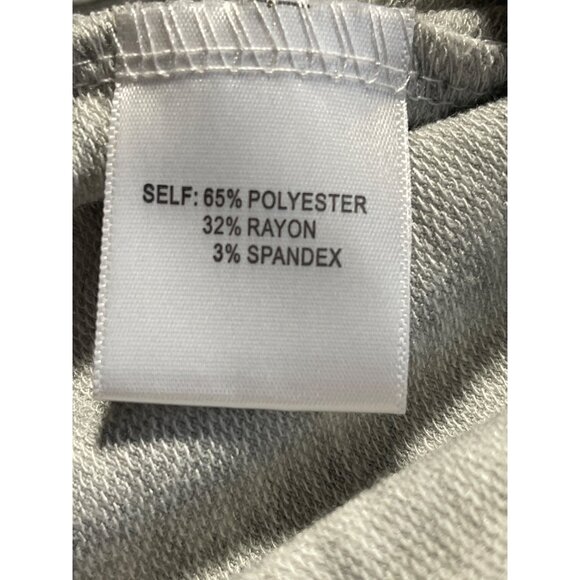 SELF: 65% POLYESTER
32% RAYON
3% SPANDEX